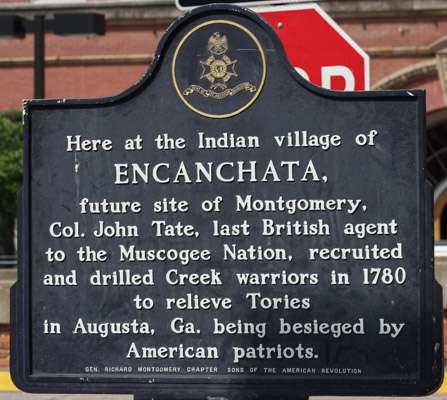 Here at the Indian village of
ENCANCHATA,
future site of Montgomery,
Col. John Tate, last British agent
to the Muscogee Nation, recruited
and drilled Creek warriors in 1780
to relieve Tories
in Augusta, Ga. being besieged by
American patriots.
GEN. RICHARD MONTGOMERY CHAPTER SONS OF THE AMERICAN REVOLUTION